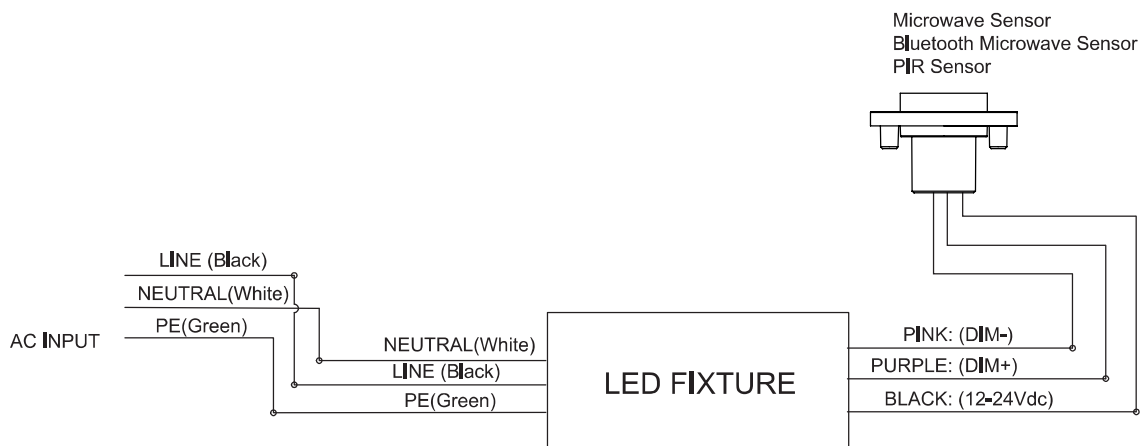 Microwave Sensor
Bluetooth Microwave Sensor
PIR Sensor
LINE (Black)
NEUTRAL(White)
PE(Green)
AC INPUT
NEUTRAL(White)
LINE (Black)
PE(Green)
LED FIXTURE
PINK: (DIM-)
PURPLE: (DIM+)
BLACK: (12-24Vdc)